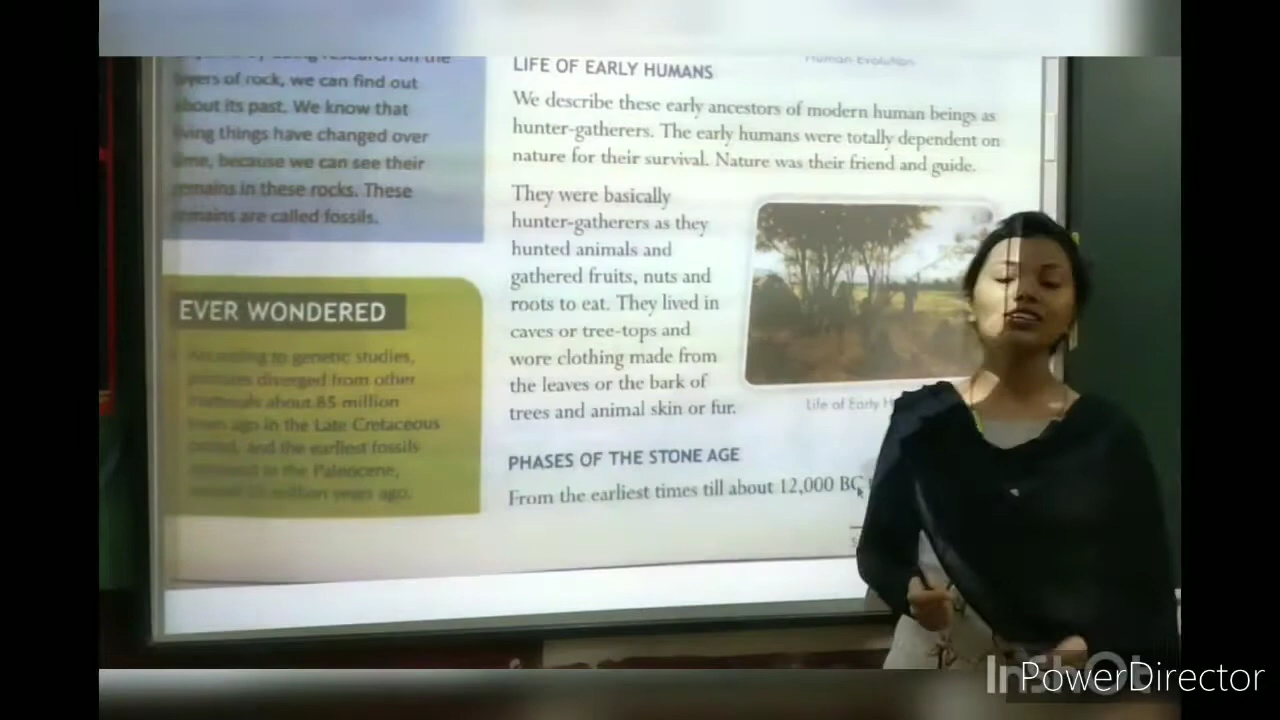 research on the
layers of rock, we can find out
about its past. We know that
living things have changed over
time, because we can see their
remains in these rocks. These
remains are called fossils.
EVER WONDERED
According to genetic studies,
primates diverged from other
mammals about 85 million
years ago in the Late Cretaceous
period, and the earliest fossils
to the Paleocene,
million years ago.
Human Evolution
LIFE OF EARLY HUMANS
We describe these early ancestors of modern human beings as
hunter-gatherers. The early humans were totally dependent on
nature for their survival. Nature was their friend and guide.
They were basically
hunter-gatherers as they
hunted animals and
gathered fruits, nuts and
roots to eat. They lived in
caves or tree-tops and
wore clothing made from
the leaves or the bark of
trees and animal skin or fur.
Life of Early H
PHASES OF THE STONE AGE
From the earliest times till about 12,000 BC
InShOt
PowerDirector